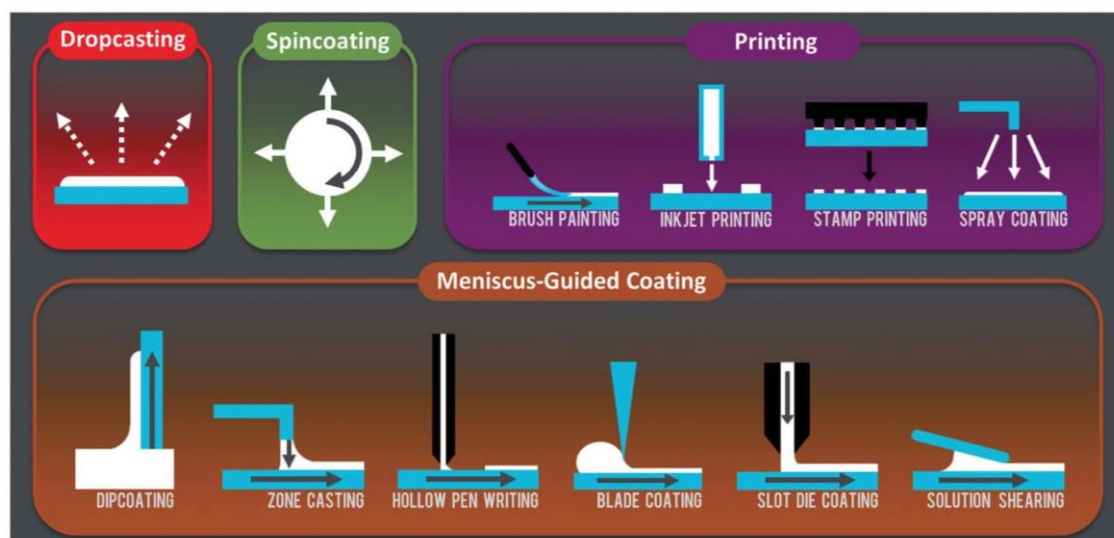 Dropcasting
Spincoating
Printing
BRUSH PAINTING
INKJET PRINTING
STAMP PRINTING
SPRAY COATING
Meniscus-Guided Coating
DIPCOATING
ZONE CASTING
HOLLOW PEN WRITING
BLADE COATING
SLOT DIE COATING
SOLUTION SHEARING